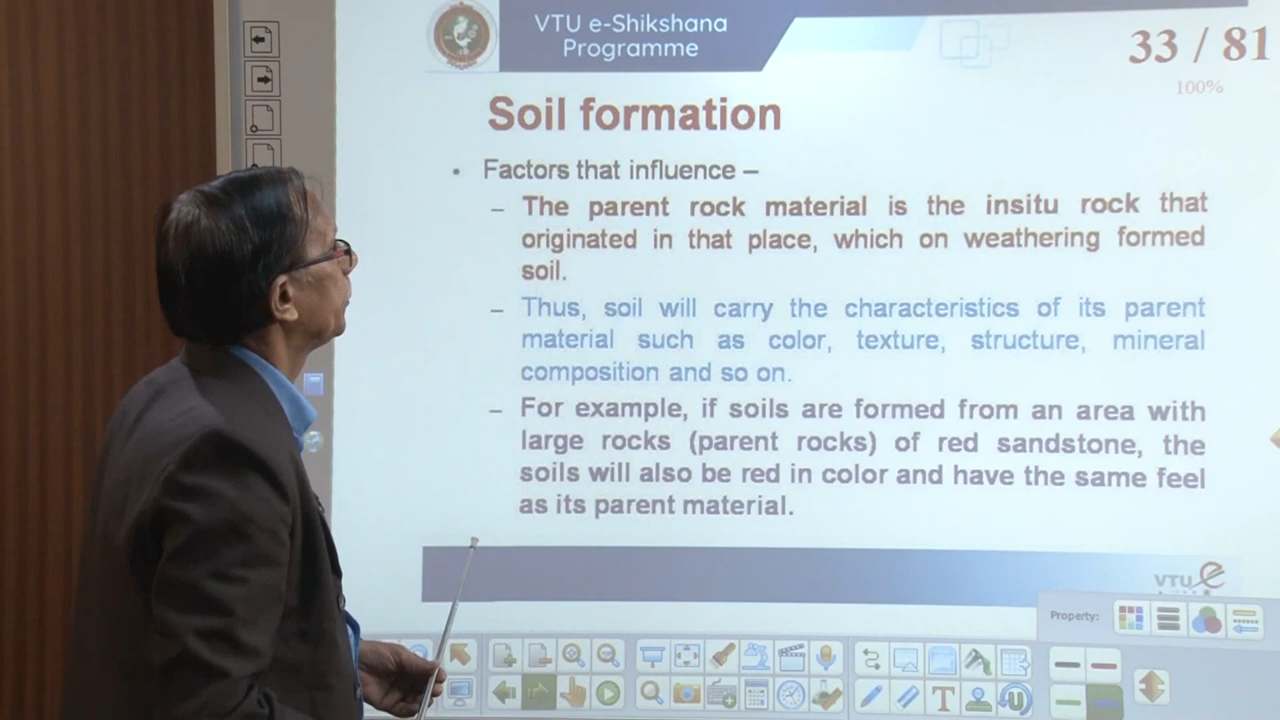 VTU e-Shikshana
Programme
33 / 81
100%
Soil formation
• Factors that influence –
– The parent rock material is the insitu rock that
originated in that place, which on weathering formed
soil.
– Thus, soil will carry the characteristics of its parent
material such as color, texture, structure, mineral
composition and so on.
– For example, if soils are formed from an area with
large rocks (parent rocks) of red sandstone, the
soils will also be red in color and have the same feel
as its parent material.
VTU e
Property: